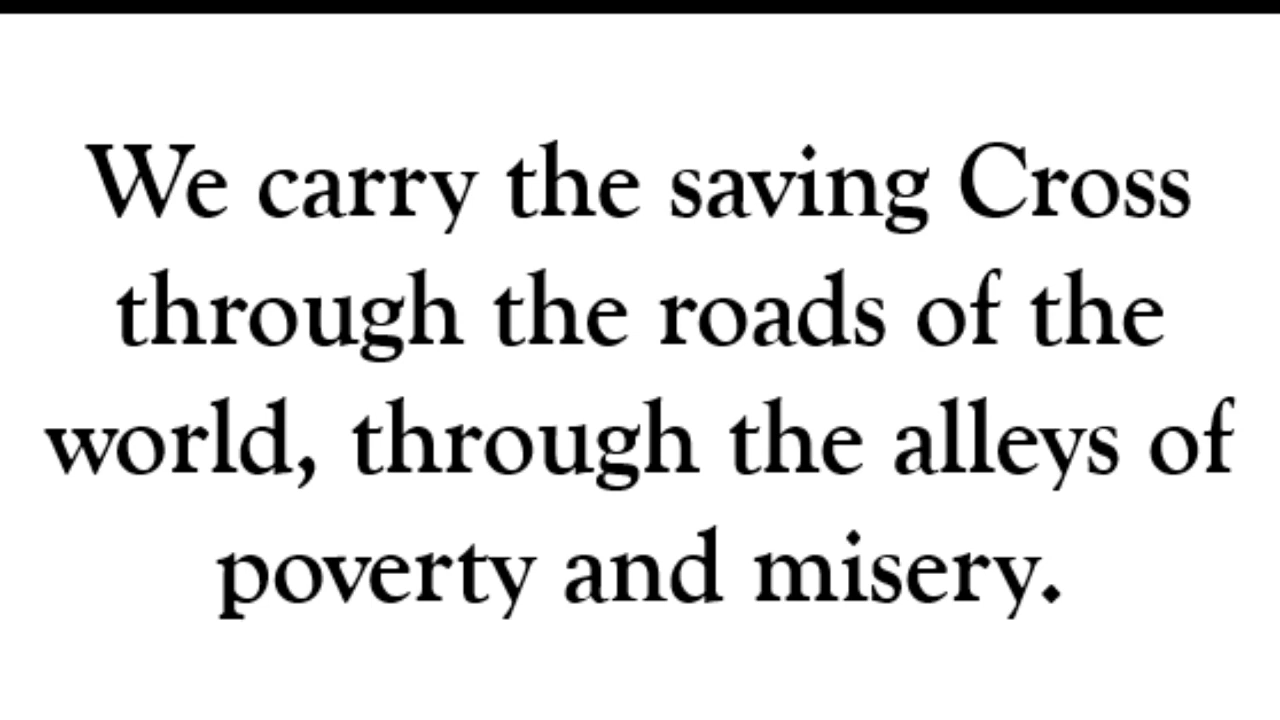 We carry the saving Cross
through the roads of the
world, through the alleys of
poverty and misery.